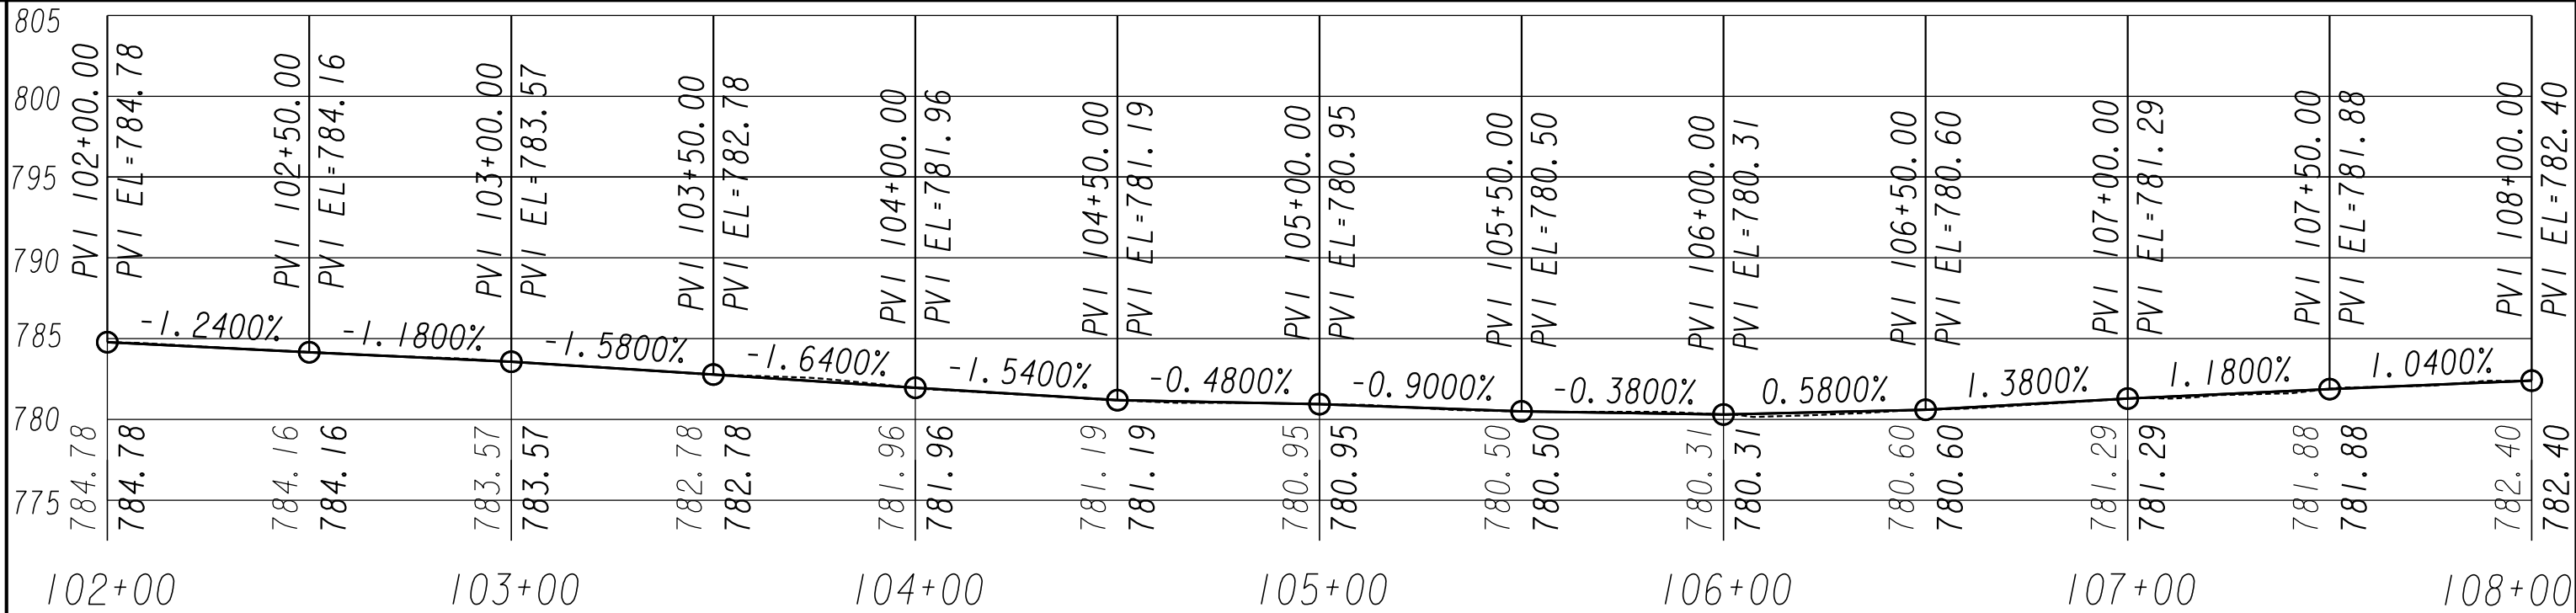 805
800
795
790
785
780
775
PVI 102+00.00
PVI EL=784.78
PVI 102+50.00
PVI EL=784.16
PVI 103+00.00
PVI EL=783.57
PVI 103+50.00
PVI EL=782.78
PVI 104+00.00
PVI EL=781.96
PVI 104+50.00
PVI EL=781.19
PVI 105+00.00
PVI EL=780.95
PVI 105+50.00
PVI EL=780.50
PVI 106+00.00
PVI EL=780.31
PVI 106+50.00
PVI EL=780.60
PVI 107+00.00
PVI EL=781.29
PVI 107+50.00
PVI EL=781.88
PVI 108+00.00
PVI EL=782.40
-1.2400%
-1.1800%
-1.5800%
-1.6400%
-1.5400%
-0.4800%
-0.9000%
-0.3800%
0.5800%
1.3800%
1.1800%
1.0400%
784.78
784.78
784.16
784.16
783.57
783.57
782.78
782.78
781.96
781.96
781.19
781.19
780.95
780.95
780.50
780.50
780.31
780.31
780.60
780.60
781.29
781.29
781.88
781.88
782.40
782.40
102+00
103+00
104+00
105+00
106+00
107+00
108+00